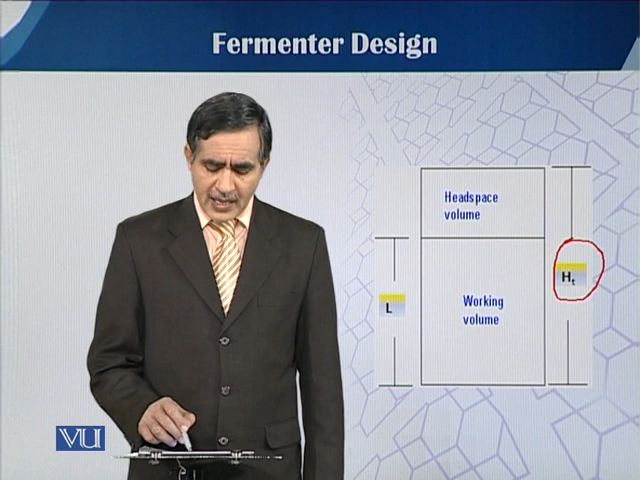 Fermenter Design
Headspace
volume
Hₜ
L
Working
volume
VU